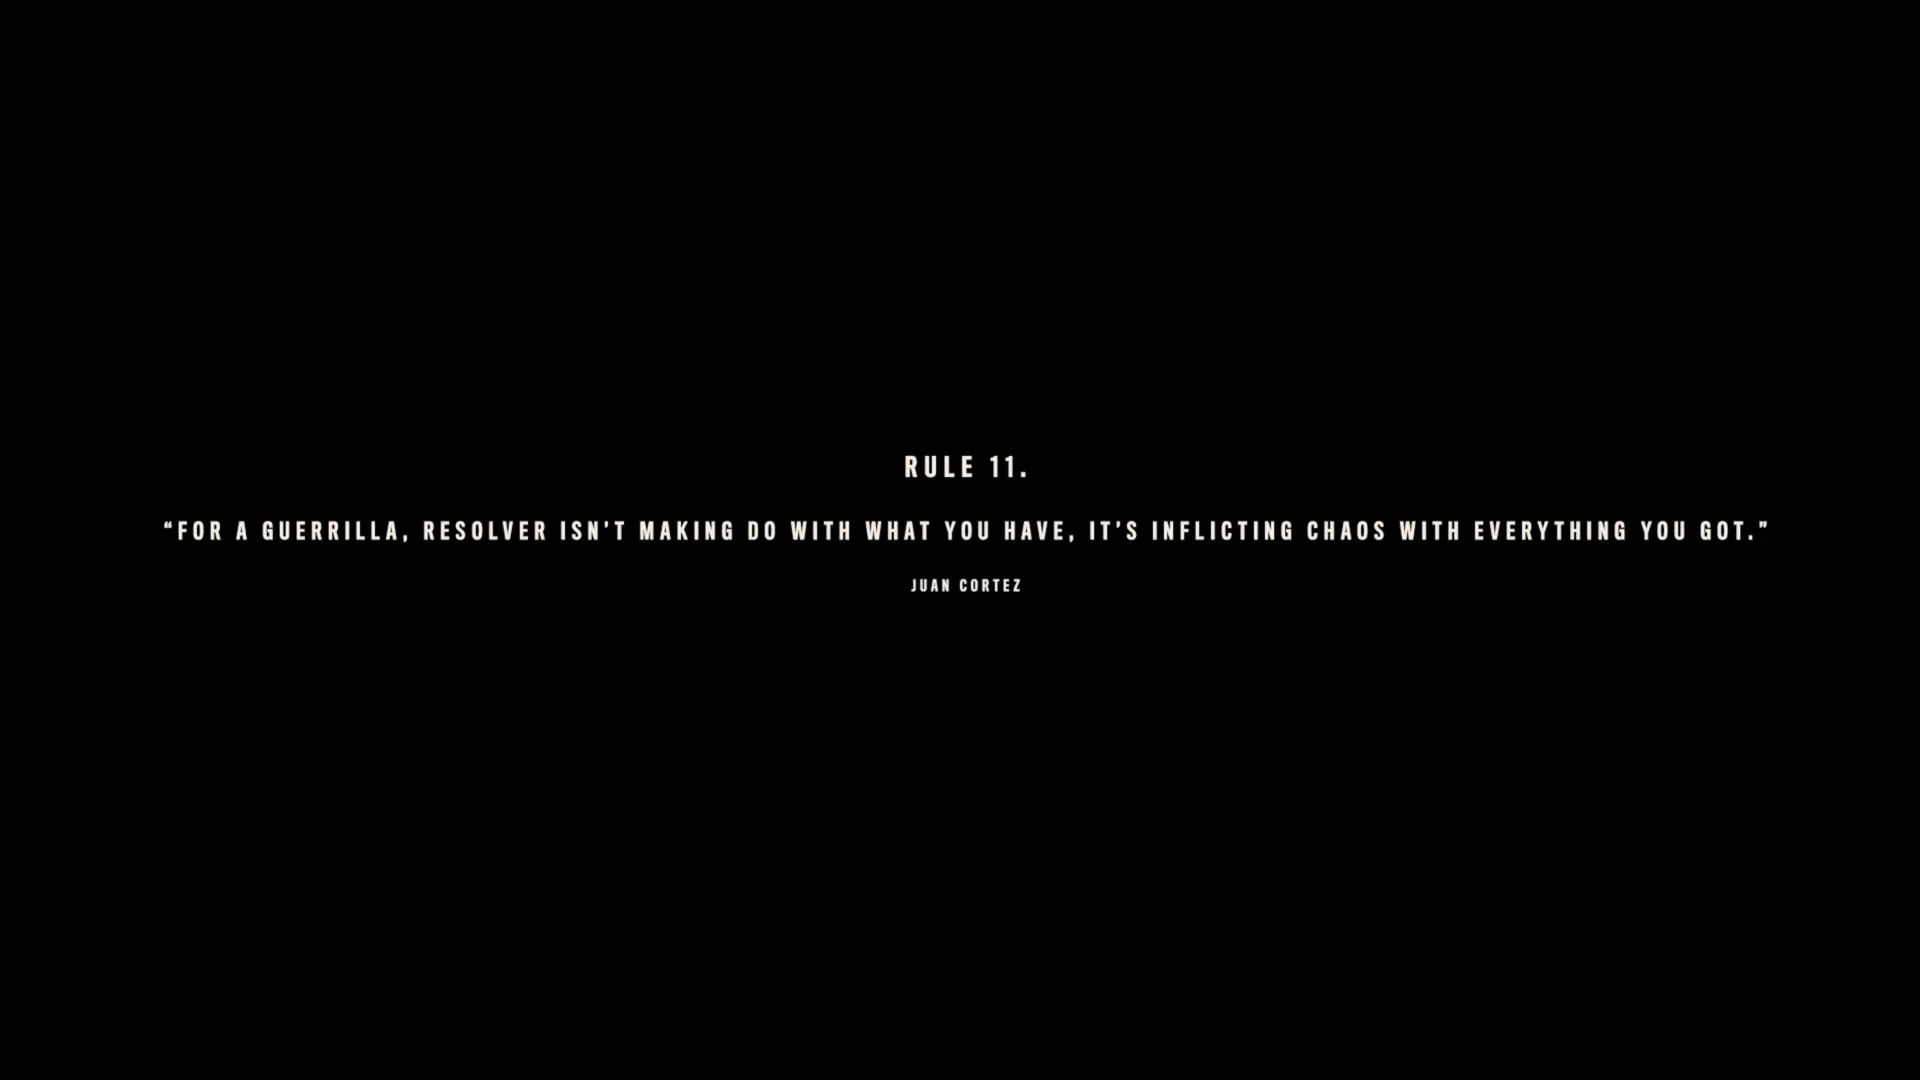 RULE 11.
“FOR A GUERRILLA, RESOLVER ISN’T MAKING DO WITH WHAT YOU HAVE, IT’S INFLICTING CHAOS WITH EVERYTHING YOU GOT.”
JUAN CORTEZ